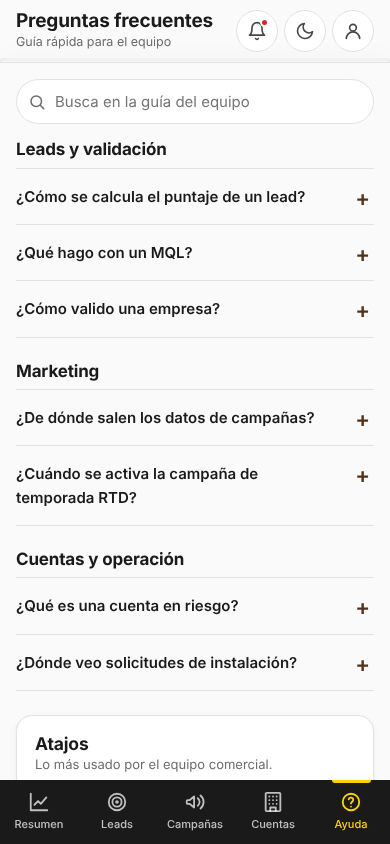 Preguntas frecuentes
Guía rápida para el equipo
Busca en la guía del equipo
Leads y validación
¿Cómo se calcula el puntaje de un lead?
¿Qué hago con un MQL?
¿Cómo valido una empresa?
Marketing
¿De dónde salen los datos de campañas?
¿Cuándo se activa la campaña de
temporada RTD?
Cuentas y operación
¿Qué es una cuenta en riesgo?
¿Dónde veo solicitudes de instalación?
Atajos
Lo más usado por el equipo comercial.
Resumen
Leads
Campañas
Cuentas
Ayuda